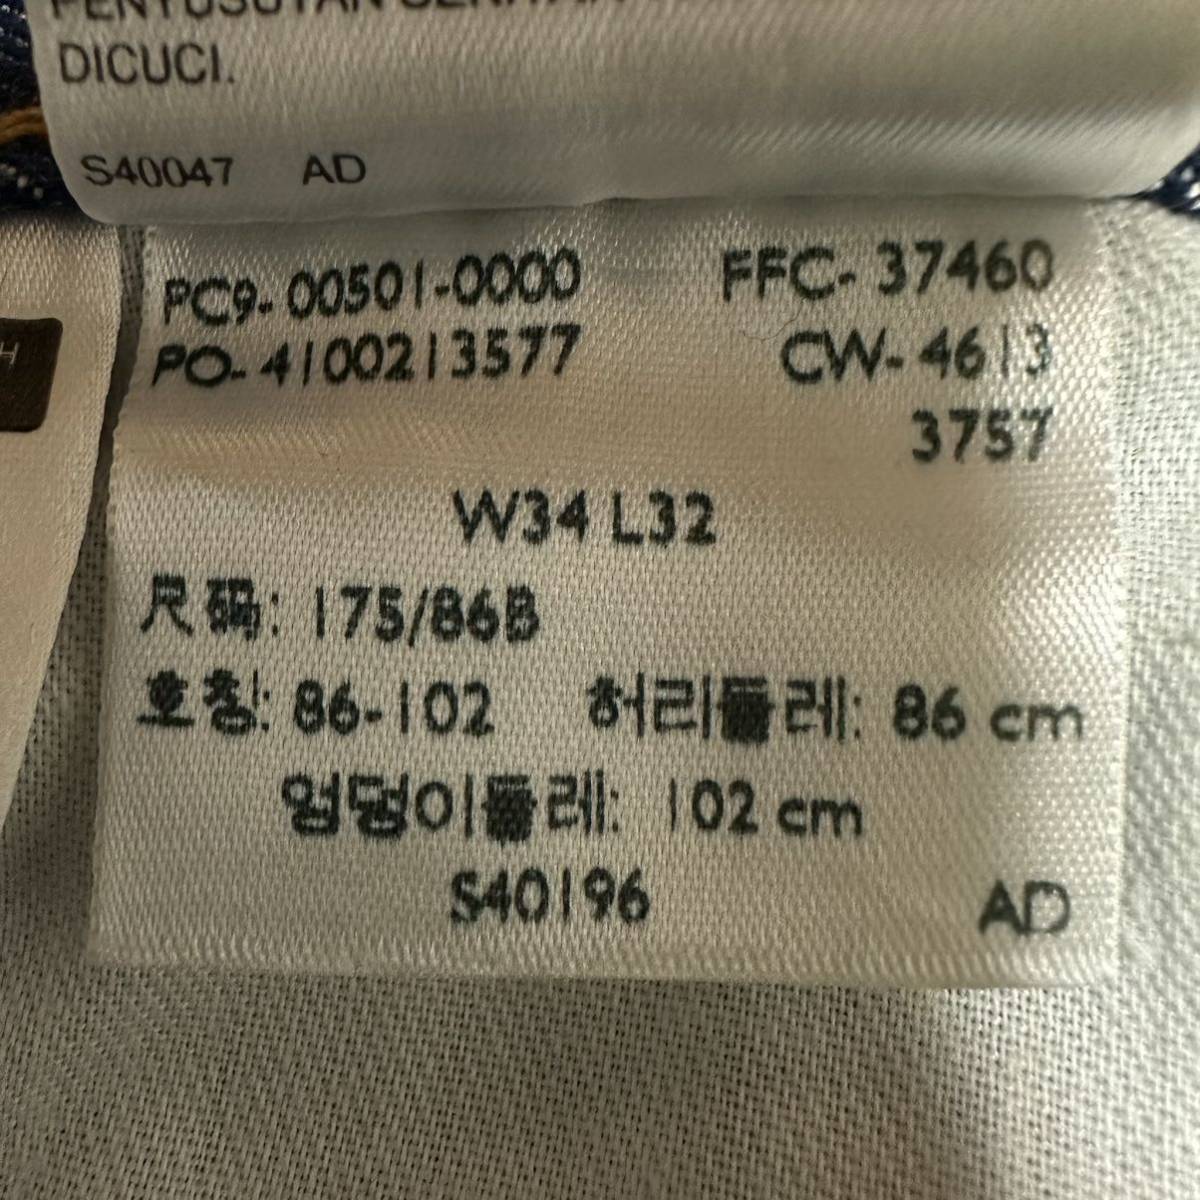 DICUCI.
S40047 AD
H
PC9-00501-0000 FFC-37460
PO-4100213577 CW-4613
3757
W34 L32
尺码: 175/86B
호칭: 86-102 허리둘레: 86 cm
엉덩이둘레: 102 cm
S40196 AD